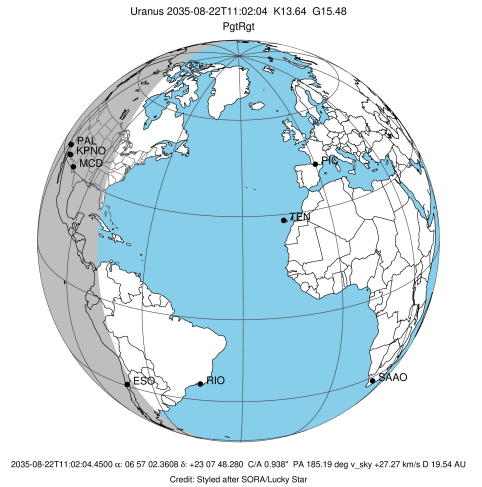 Uranus 2035-08-22T11:02:04 K13.64 G15.48
PgtRgt
PAL
KPNO
MCD
PIC
TEN
ESO
RIO
SAAO
2035-08-22T11:02:04.4500 α: 06 57 02.3608 δ: +23 07 48.280 C/A 0.938" PA 185.19 deg v_sky +27.27 km/s D 19.54 AU
Credit: Styled after SORA/Lucky Star